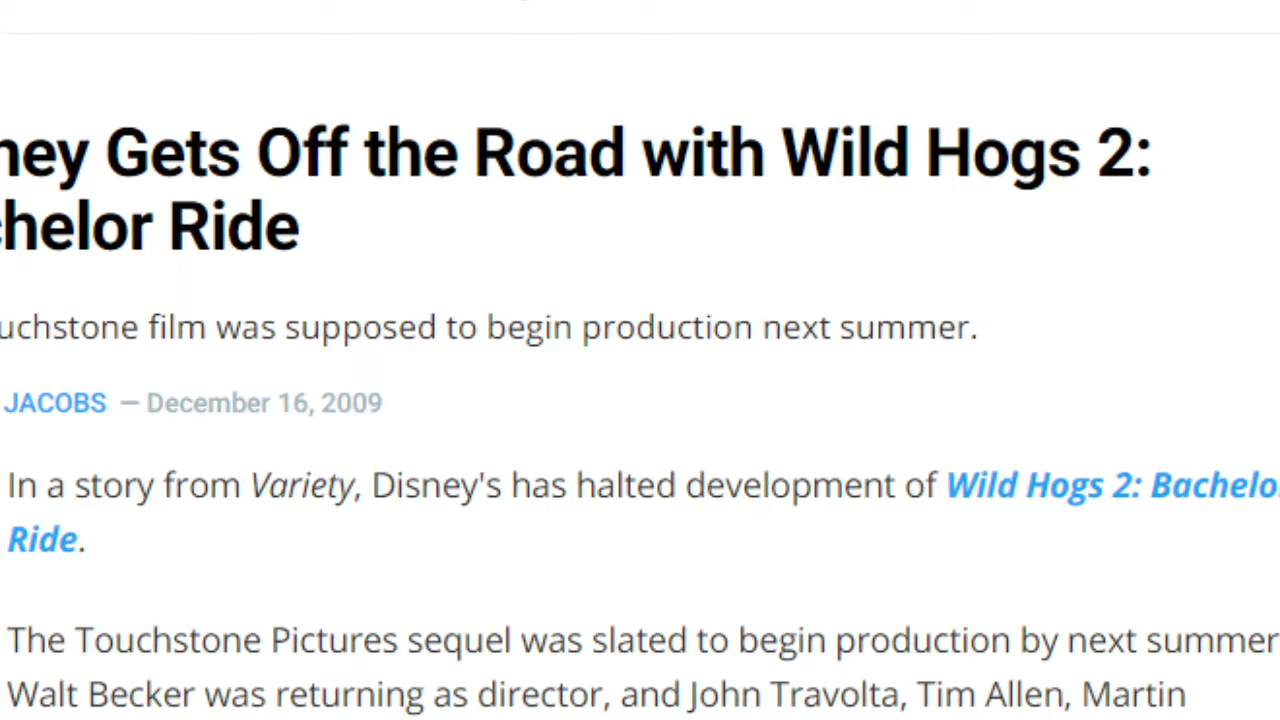 ney Gets Off the Road with Wild Hogs 2:
chelor Ride
uchstone film was supposed to begin production next summer.
JACOBS — December 16, 2009
In a story from Variety, Disney's has halted development of Wild Hogs 2: Bachelor
Ride.
The Touchstone Pictures sequel was slated to begin production by next summer
Walt Becker was returning as director, and John Travolta, Tim Allen, Martin